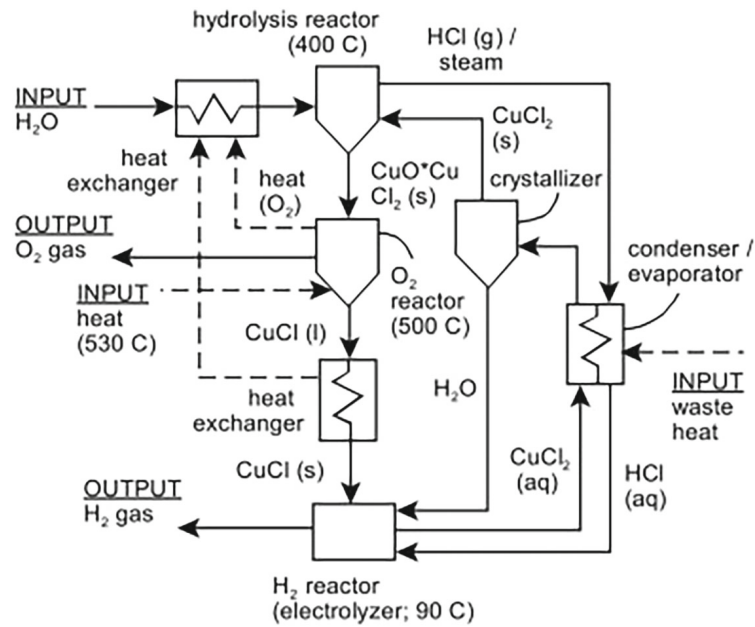 hydrolysis reactor
(400 C)
HCl (g) /
steam
INPUT
H₂O
CuCl₂
(s)
heat
exchanger
heat
(O₂)
CuO*Cu
Cl₂ (s)
crystallizer
OUTPUT
O₂ gas
condenser /
evaporator
INPUT
heat
(530 C)
O₂
reactor
(500 C)
CuCl (l)
H₂O
INPUT
waste
heat
heat
exchanger
CuCl (s)
CuCl₂
(aq)
HCl
(aq)
OUTPUT
H₂ gas
H₂ reactor
(electrolyzer; 90 C)